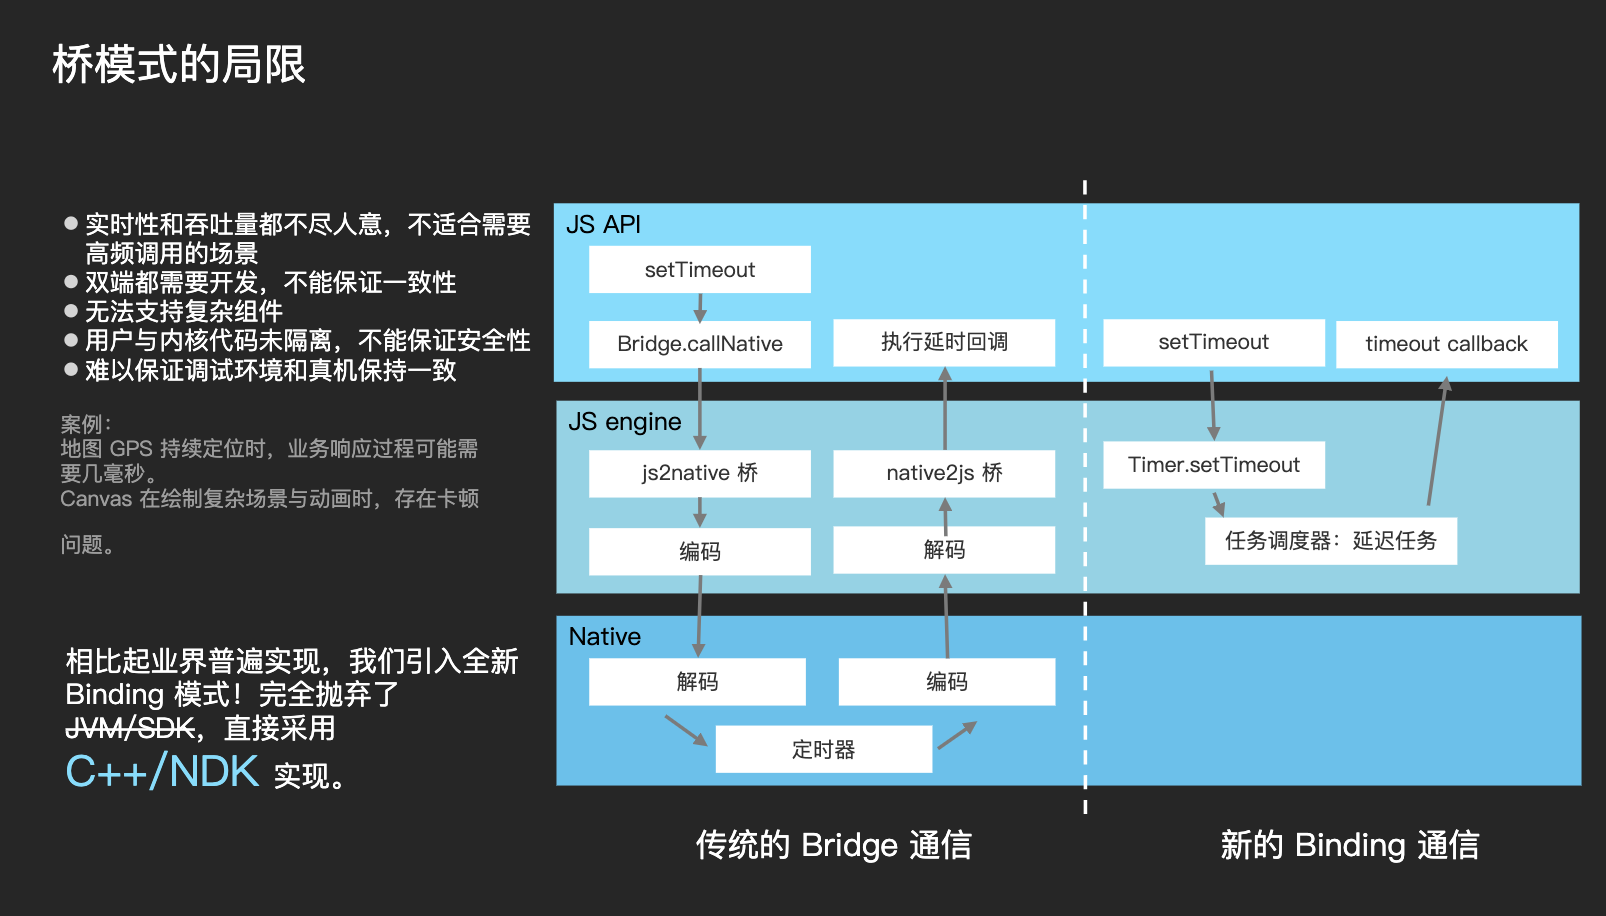 桥模式的局限
实时性和吞吐量都不尽人意，不适合需要
高频调用的场景
双端都需要开发，不能保证一致性
无法支持复杂组件
用户与内核代码未隔离，不能保证安全性
难以保证调试环境和真机保持一致
案例：
地图 GPS 持续定位时，业务响应过程可能需
要几毫秒。
Canvas 在绘制复杂场景与动画时，存在卡顿
问题。
相比起业界普遍实现，我们引入全新
Binding 模式！完全抛弃了
JVM/SDK，直接采用
C++/NDK 实现。
JS API
setTimeout
Bridge.callNative
执行延时回调
setTimeout
timeout callback
JS engine
js2native 桥
native2js 桥
Timer.setTimeout
编码
解码
任务调度器：延迟任务
Native
解码
编码
定时器
传统的 Bridge 通信
新的 Binding 通信